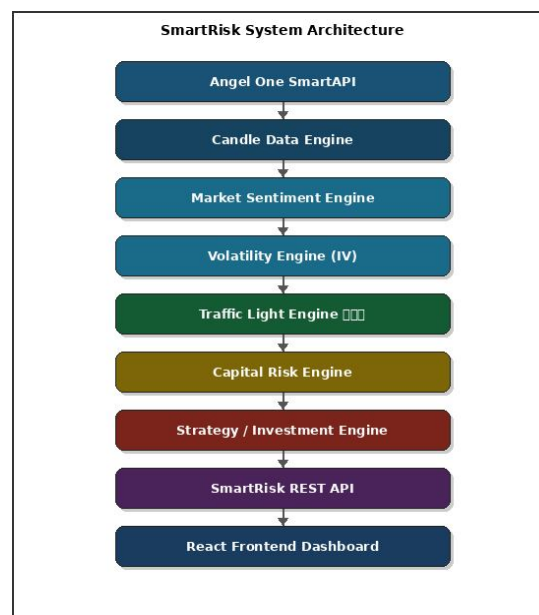 SmartRisk System Architecture
Angel One SmartAPI
Candle Data Engine
Market Sentiment Engine
Volatility Engine (IV)
Traffic Light Engine □□□
Capital Risk Engine
Strategy / Investment Engine
SmartRisk REST API
React Frontend Dashboard